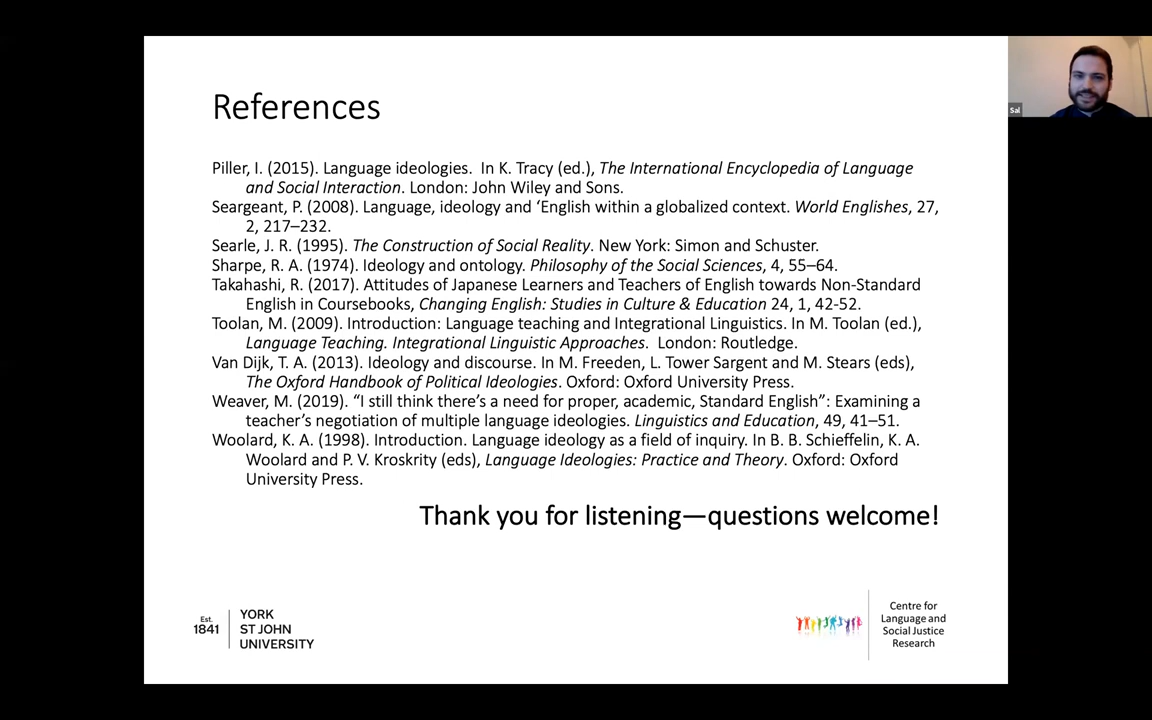 References
Piller, I. (2015). Language ideologies.  In K. Tracy (ed.), The International Encyclopedia of Language
and Social Interaction. London: John Wiley and Sons.
Seargeant, P. (2008). Language, ideology and ‘English within a globalized context. World Englishes, 27,
2, 217–232.
Searle, J. R. (1995). The Construction of Social Reality. New York: Simon and Schuster.
Sharpe, R. A. (1974). Ideology and ontology. Philosophy of the Social Sciences, 4, 55–64.
Takahashi, R. (2017). Attitudes of Japanese Learners and Teachers of English towards Non-Standard
English in Coursebooks, Changing English: Studies in Culture & Education 24, 1, 42-52.
Toolan, M. (2009). Introduction: Language teaching and Integrational Linguistics. In M. Toolan (ed.),
Language Teaching. Integrational Linguistic Approaches.  London: Routledge.
Van Dijk, T. A. (2013). Ideology and discourse. In M. Freeden, L. Tower Sargent and M. Stears (eds),
The Oxford Handbook of Political Ideologies. Oxford: Oxford University Press.
Weaver, M. (2019). “I still think there’s a need for proper, academic, Standard English”: Examining a
teacher’s negotiation of multiple language ideologies. Linguistics and Education, 49, 41–51.
Woolard, K. A. (1998). Introduction. Language ideology as a field of inquiry. In B. B. Schieffelin, K. A.
Woolard and P. V. Kroskrity (eds), Language Ideologies: Practice and Theory. Oxford: Oxford
University Press.
Thank you for listening—questions welcome!
Est.
1841
YORK
ST JOHN
UNIVERSITY
Centre for
Language and
Social Justice
Research
Sal